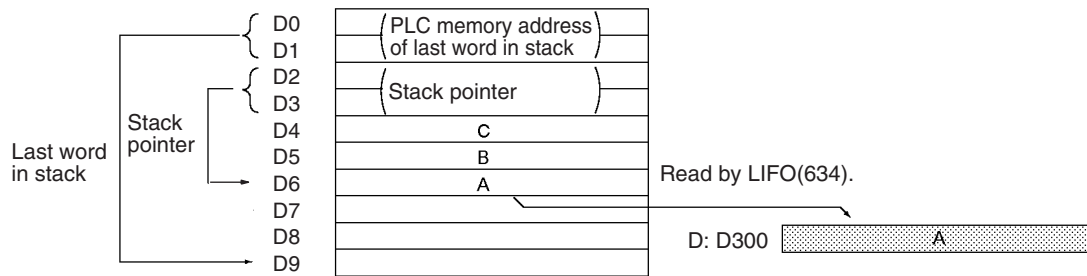 D0
D1
D2
D3
D4
D5
D6
D7
D8
D9
PLC memory address
of last word in stack
Stack pointer
C
B
A
Last word
in stack
Stack
pointer
Read by LIFO(634).
D: D300
A